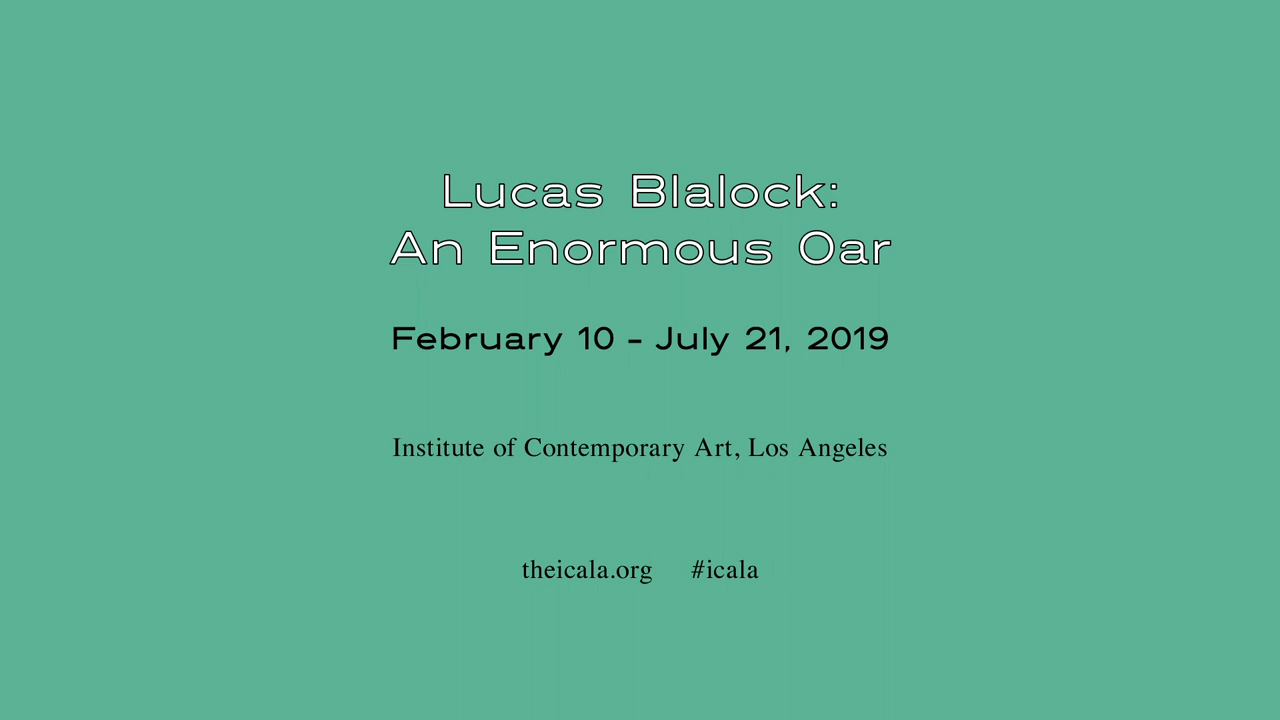 Lucas Blalock:
An Enormous Oar
February 10 – July 21, 2019
Institute of Contemporary Art, Los Angeles
theicala.org #icala